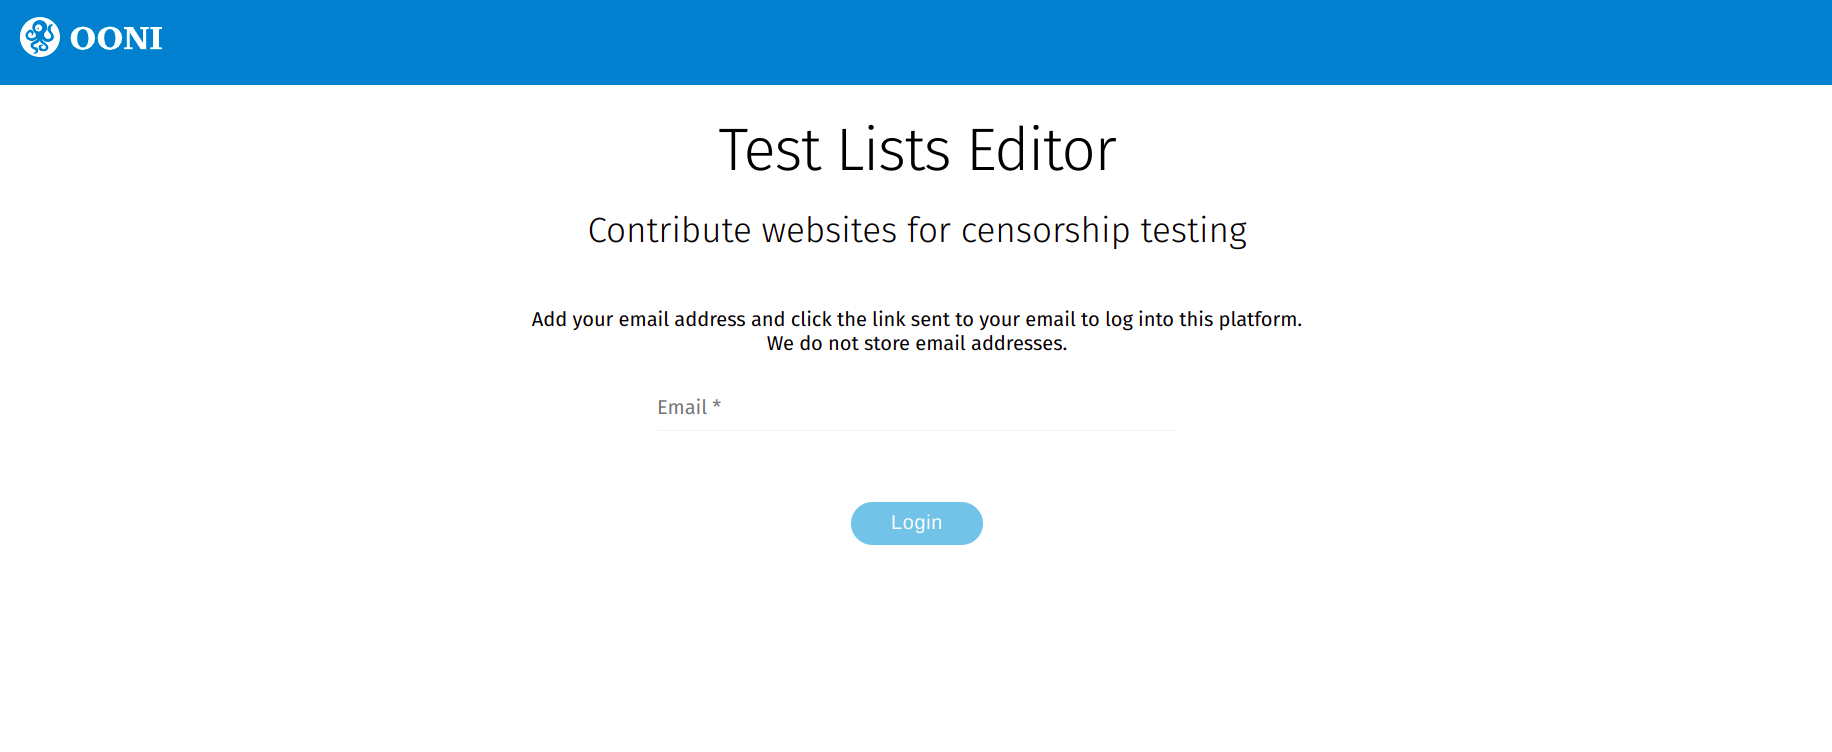 OONI
Test Lists Editor
Contribute websites for censorship testing
Add your email address and click the link sent to your email to log into this platform.
We do not store email addresses.
Email *
Login